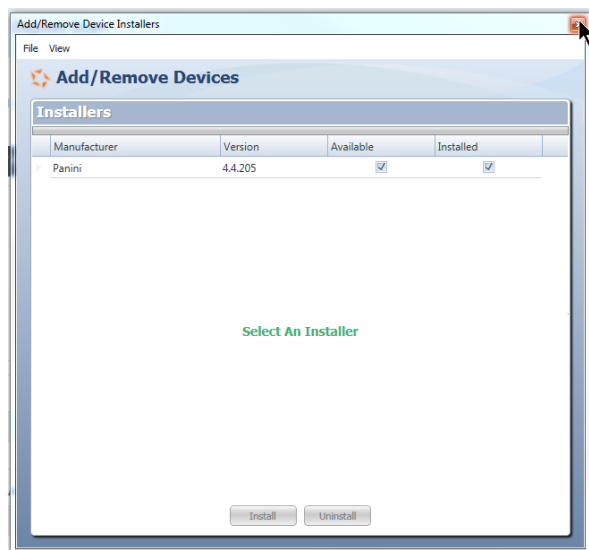 Add/Remove Device Installers
File View
Add/Remove Devices
Installers
Manufacturer Version Available Installed
Panini 4.4.205
Select An Installer
Install Uninstall